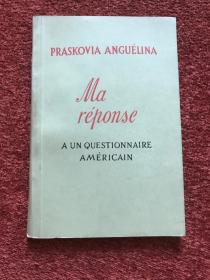 PRASKOVIA ANGUÉLINA
Ma
réponse
A UN QUESTIONNAIRE
AMÉRICAIN